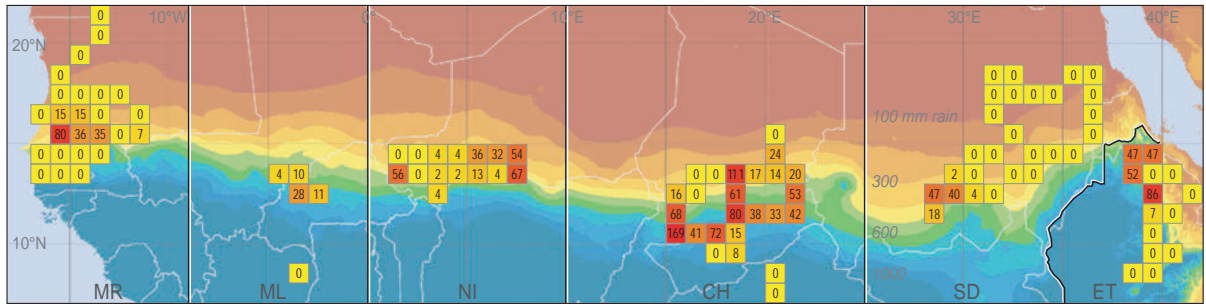 0 10°W 0° 10°E 20°E 30°E 40°E
0
20°N 0
0 0 0 0 0
0 0 0 0 0 0 0 0 0
0 15 15 0 0 0 0 100 mm rain
80 36 35 0 7 0 0 0
0 0 0 0 0 0 4 4 36 32 54 24 0 0 0 0 0 47 47
0 0 0 4 10 56 0 2 2 13 4 67 0 0 111 17 14 20 300 2 0 0 0 52 0 0
28 11 4 16 0 61 53 47 40 4 0 86 0
68 80 38 33 42 18 7 0
10°N 169 41 72 15 600 0
0 8 0 0
0 0 1000 0 0
MR ML NI CH 0 SD ET